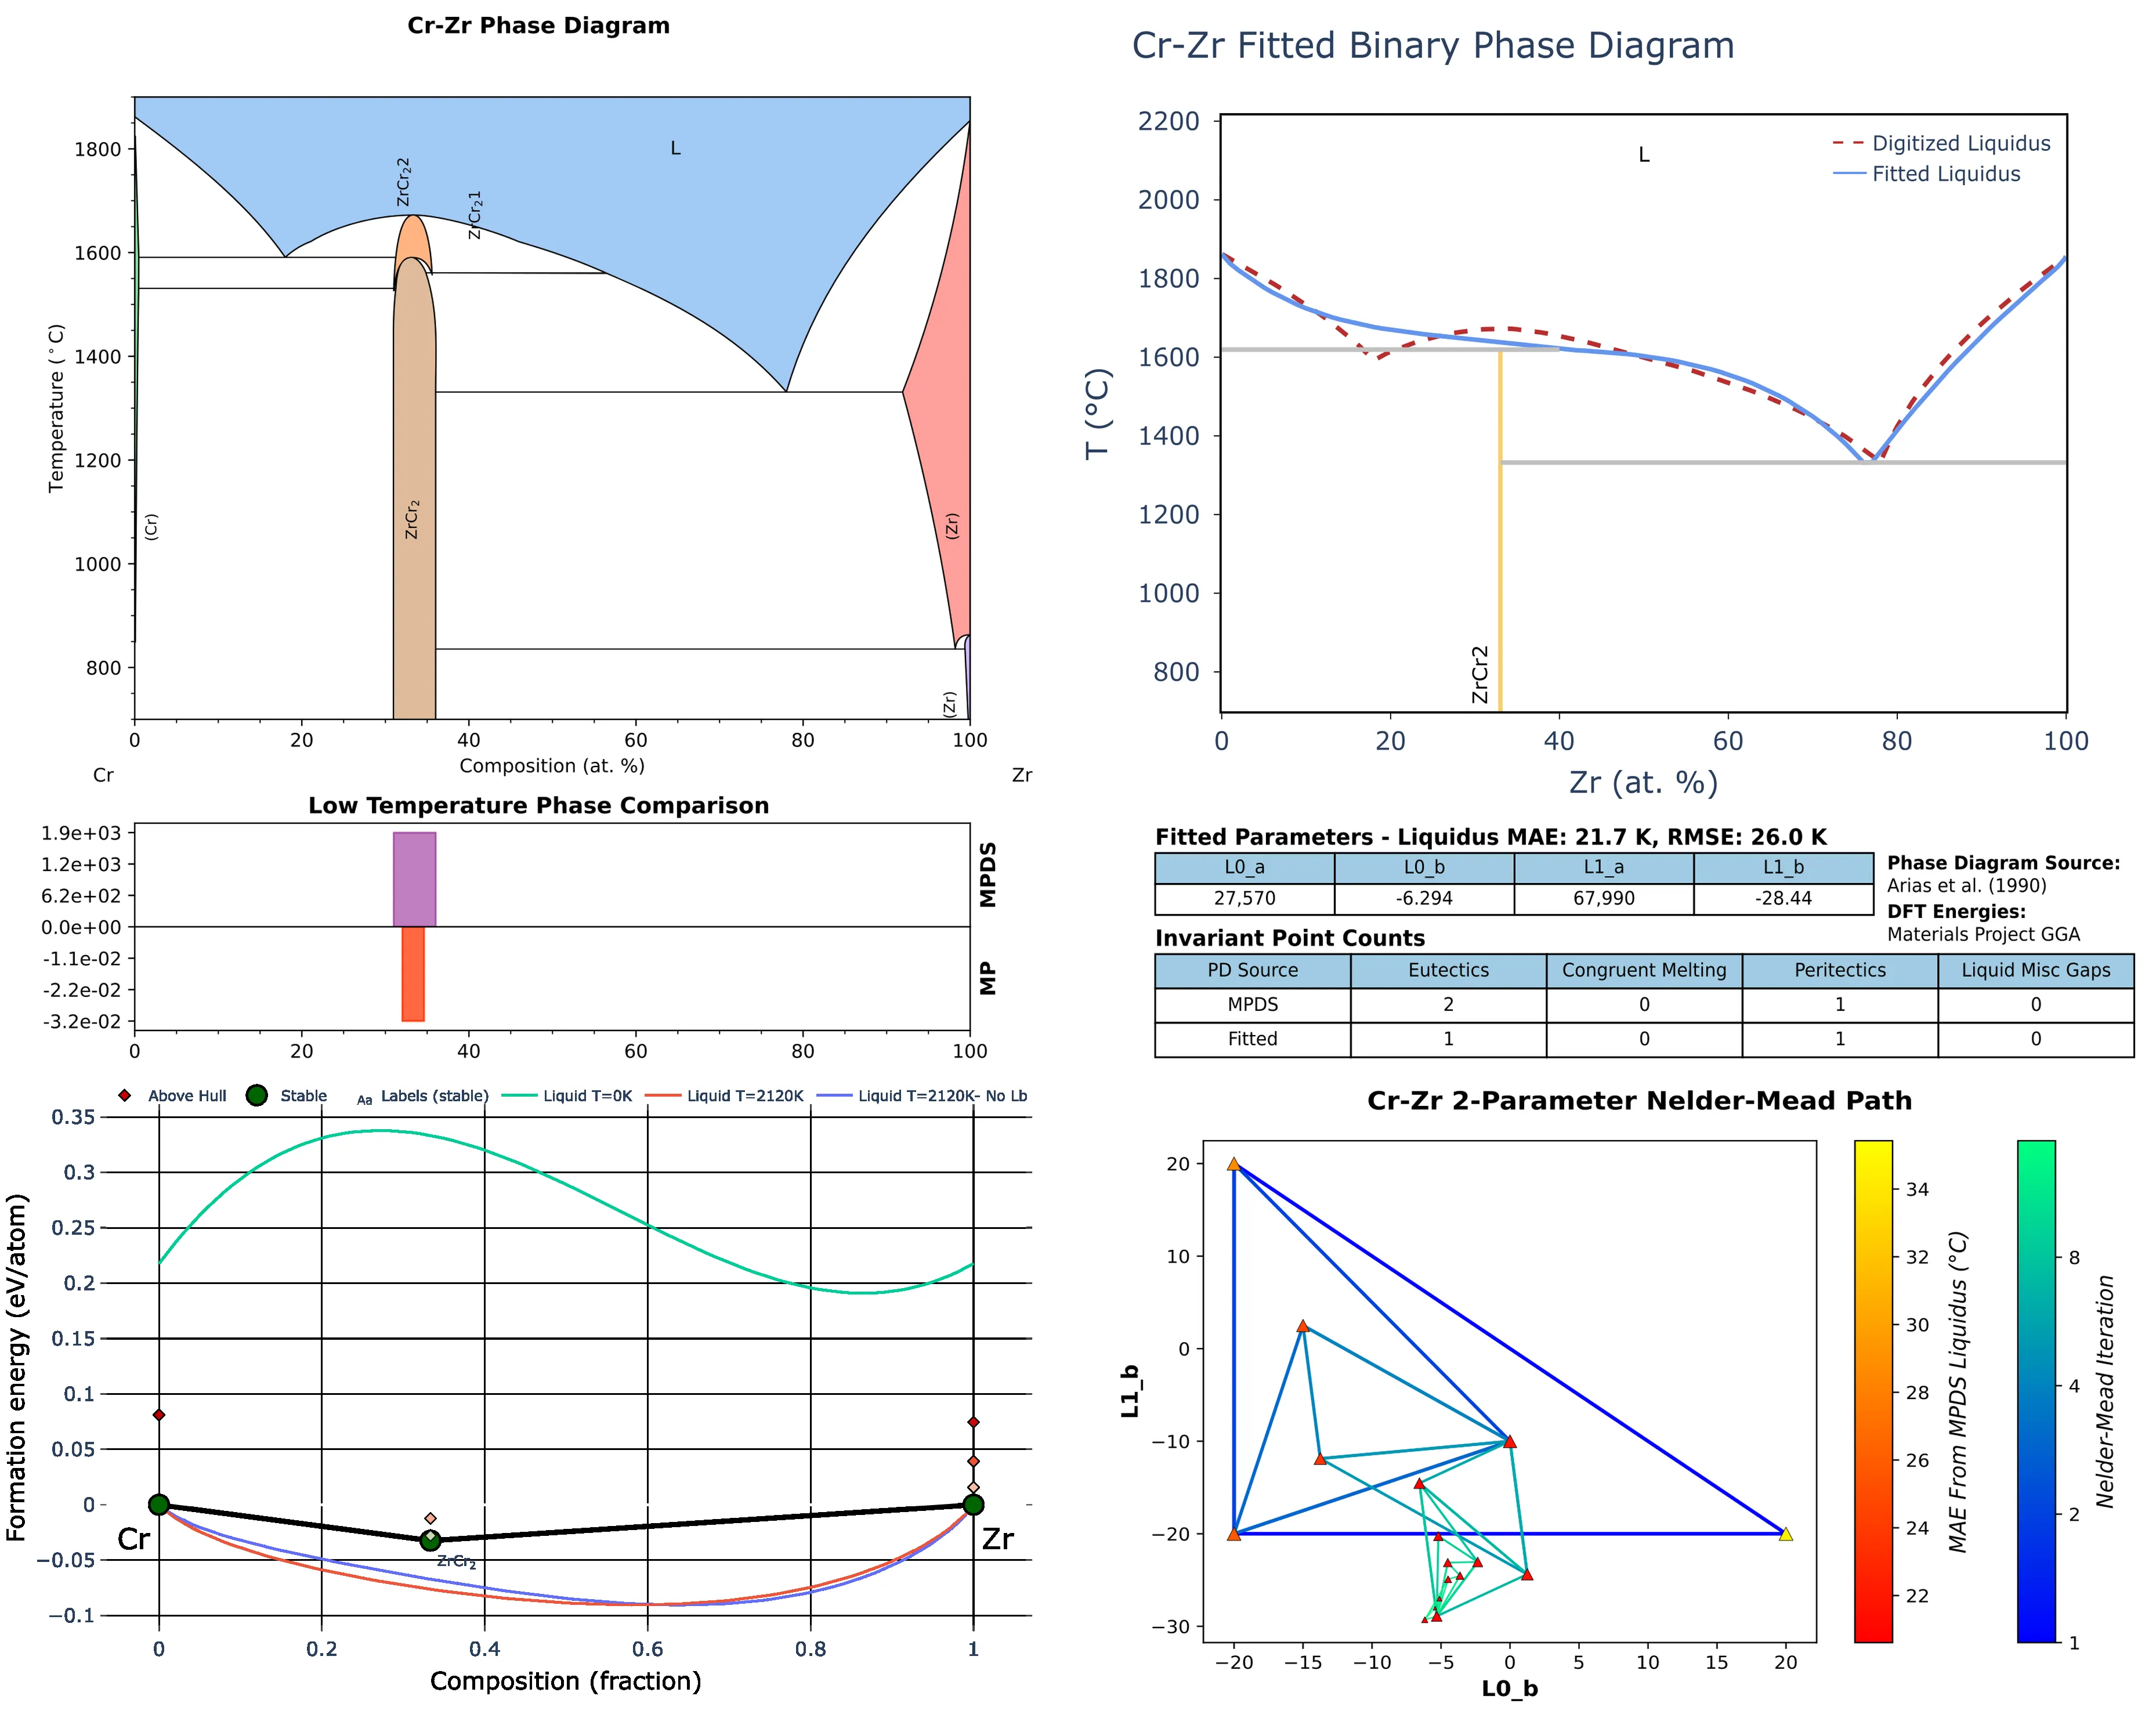 Cr-Zr Phase Diagram
L
ZrCr₂2
ZrCr₂1
ZrCr₂
(Cr)
(Zr)
(Zr)
1800
1600
1400
1200
1000
800
Temperature (°C)
0 20 40 60 80 100
Composition (at. %)
Cr Zr
Cr-Zr Fitted Binary Phase Diagram
L
Digitized Liquidus
Fitted Liquidus
2200
2000
1800
1600
1400
1200
1000
800
T (°C)
ZrCr2
0 20 40 60 80 100
Zr (at. %)
Low Temperature Phase Comparison
1.9e+03
1.2e+03
6.2e+02
0.0e+00
-1.1e-02
-2.2e-02
-3.2e-02
MPDS
MP
0 20 40 60 80 100
Fitted Parameters - Liquidus MAE: 21.7 K, RMSE: 26.0 K
L0_a L0_b L1_a L1_b
27,570 -6.294 67,990 -28.44
Phase Diagram Source:
Arias et al. (1990)
DFT Energies:
Materials Project GGA
Invariant Point Counts
PD Source Eutectics Congruent Melting Peritectics Liquid Misc Gaps
MPDS 2 0 1 0
Fitted 1 0 1 0
Above Hull Stable Aa Labels (stable) Liquid T=0K Liquid T=2120K Liquid T=2120K- No Lb
0.35
0.3
0.25
0.2
0.15
0.1
0.05
0
−0.05
−0.1
Formation energy (eV/atom)
Cr
Zr
ZrCr₂
0 0.2 0.4 0.6 0.8 1
Composition (fraction)
Cr-Zr 2-Parameter Nelder-Mead Path
20
10
0
−10
−20
−30
L1_b
−20 −15 −10 −5 0 5 10 15 20
L0_b
34
32
30
28
26
24
22
MAE From MPDS Liquidus (°C)
8
4
2
1
Nelder-Mead Iteration